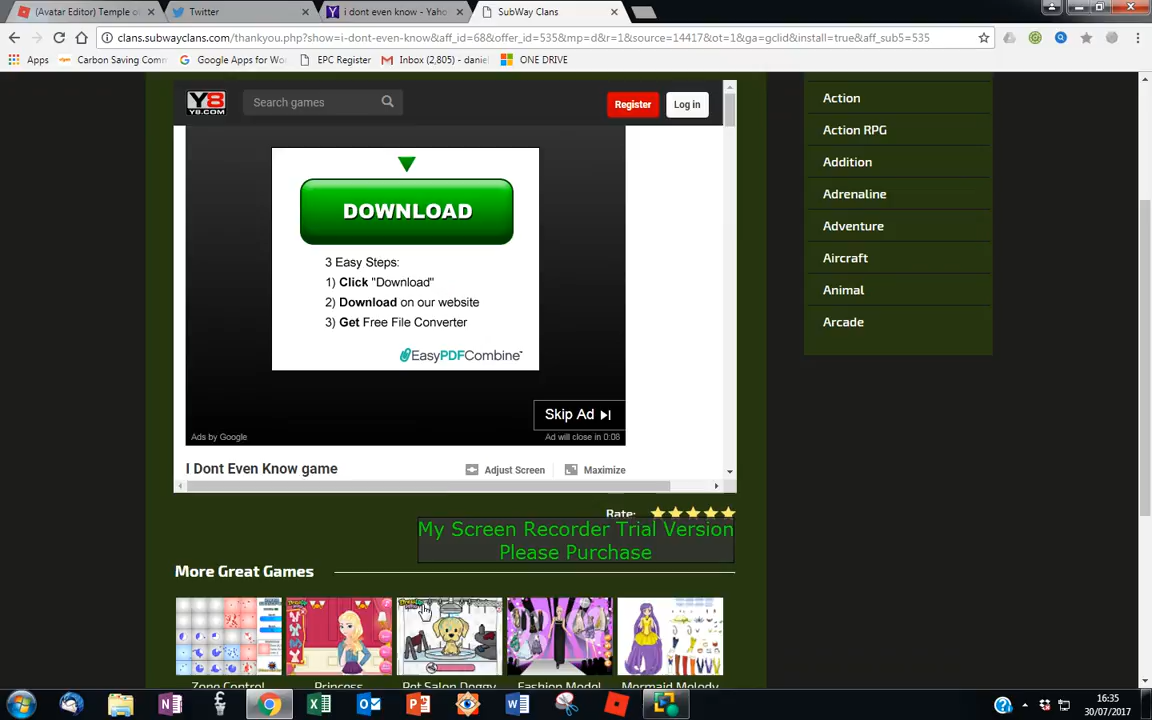 (Avatar Editor) Temple o
Twitter
i dont even know - Yaho
SubWay Clans
clans.subwayclans.com/thankyou.php?show=i-dont-even-know&aff_id=68&offer_id=535&mp=d&r=1&source=14417&ot=1&ga=gclid&install=true&aff_sub5=535
Apps
Carbon Saving Comm
Google Apps for Wo
EPC Register
Inbox (2,805) - daniel
ONE DRIVE
Y8
Y8.COM
Search games
Register
Log in
DOWNLOAD
3 Easy Steps:
1) Click "Download"
2) Download on our website
3) Get Free File Converter
EasyPDFCombine
Skip Ad
Ads by Google
Ad will close in 0:08
I Dont Even Know game
Adjust Screen
Maximize
Rate:
My Screen Recorder Trial Version
Please Purchase
More Great Games
Zone Control
Princess
Pet Salon Doggy
Fashion Model
Mermaid Melody
Action
Action RPG
Addition
Adrenaline
Adventure
Aircraft
Animal
Arcade
16:35
30/07/2017